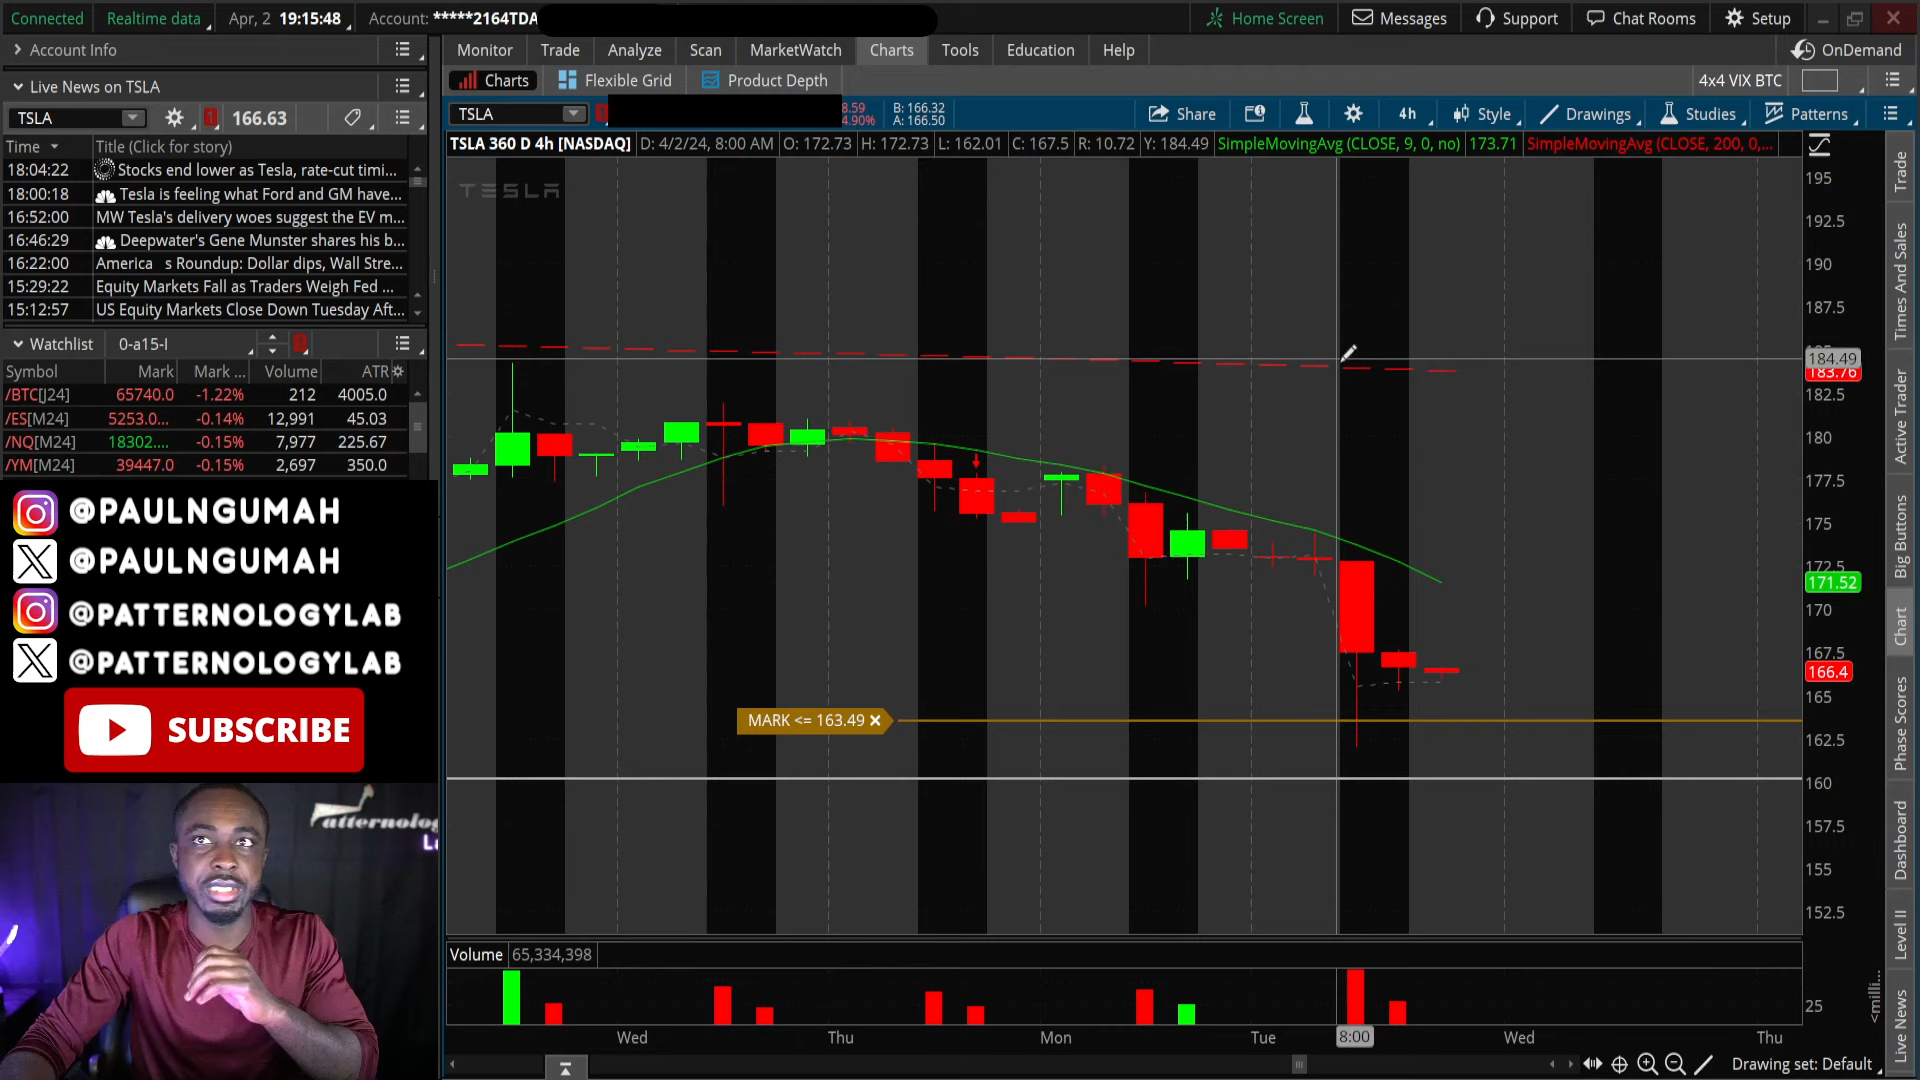 Connected Realtime data Apr, 2 19:15:48 Account: *****2164TDA Home Screen Messages Support Chat Rooms Setup
Account Info
Monitor Trade Analyze Scan MarketWatch Charts Tools Education Help OnDemand
Live News on TSLA
Charts Flexible Grid Product Depth 4x4 VIX BTC
TSLA 166.63
TSLA 8.59 4.90% B: 166.32 A: 166.50 Share 4h Style Drawings Studies Patterns
Time Title (Click for story)
TSLA 360 D 4h [NASDAQ] D: 4/2/24, 8:00 AM O: 172.73 H: 172.73 L: 162.01 C: 167.5 R: 10.72 Y: 184.49 SimpleMovingAvg (CLOSE, 9, 0, no) 173.71 SimpleMovingAvg (CLOSE, 200, 0,...
18:04:22 Stocks end lower as Tesla, rate-cut timi...
18:00:18 Tesla is feeling what Ford and GM have...
16:52:00 MW Tesla's delivery woes suggest the EV m...
16:46:29 Deepwater's Gene Munster shares his b...
16:22:00 America s Roundup: Dollar dips, Wall Stre...
15:29:22 Equity Markets Fall as Traders Weigh Fed ...
15:12:57 US Equity Markets Close Down Tuesday Aft...
TESLA
Watchlist 0-a15-I
Symbol Mark Mark ... Volume ATR
/BTC[J24] 65740.0 -1.22% 212 4005.0
/ES[M24] 5253.0... -0.14% 12,991 45.03
/NQ[M24] 18302.... -0.15% 7,977 225.67
/YM[M24] 39447.0 -0.15% 2,697 350.0
@PAULNGUMAH
@PAULNGUMAH
@PATTERNOLOGYLAB
@PATTERNOLOGYLAB
SUBSCRIBE
MARK <= 163.49
195
192.5
190
187.5
184.49
183.76
182.5
180
177.5
175
172.5
171.52
170
167.5
166.4
165
162.5
160
157.5
155
152.5
Volume 65,334,398
25
<milli...
Wed Thu Mon Tue 8:00 Wed Thu
Drawing set: Default
Trade
Times And Sales
Active Trader
Big Buttons
Chart
Phase Scores
Dashboard
Level II
Live News